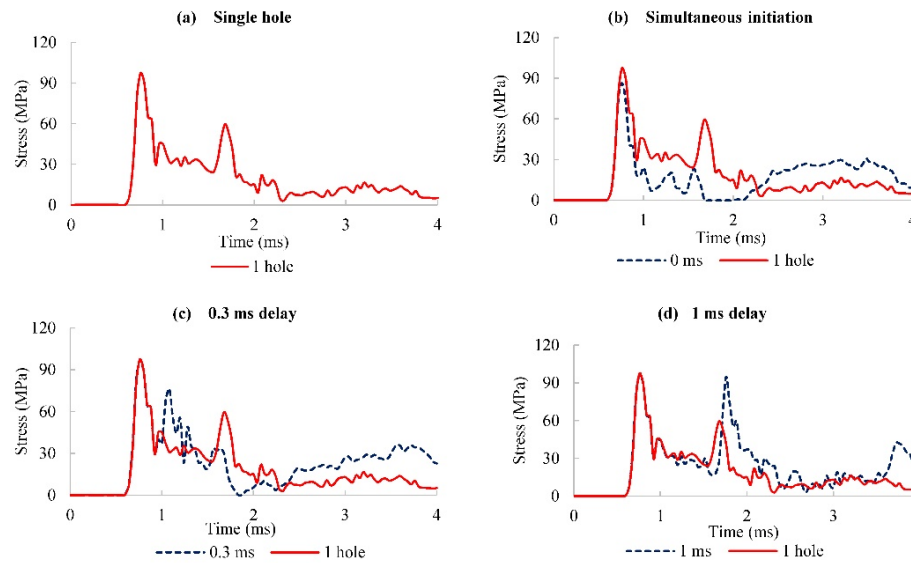 (a) Single hole
120
90
60
30
0
Stress (MPa)
0 1 2 3 4
Time (ms)
1 hole
(b) Simultaneous initiation
120
90
60
30
0
Stress (MPa)
0 1 2 3 4
Time (ms)
0 ms 1 hole
(c) 0.3 ms delay
120
90
60
30
0
Stress (MPa)
0 1 2 3 4
Time (ms)
0.3 ms 1 hole
(d) 1 ms delay
120
90
60
30
0
Stress (MPa)
0 1 2 3 4
Time (ms)
1 ms 1 hole